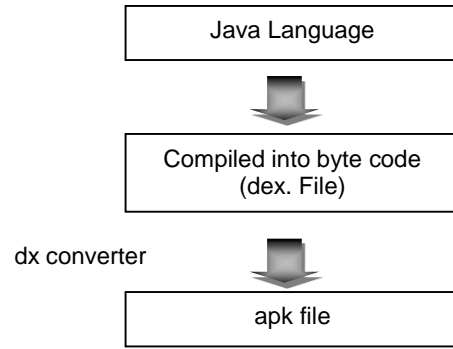 Java Language
Compiled into byte code
(dex. File)
dx converter
apk file